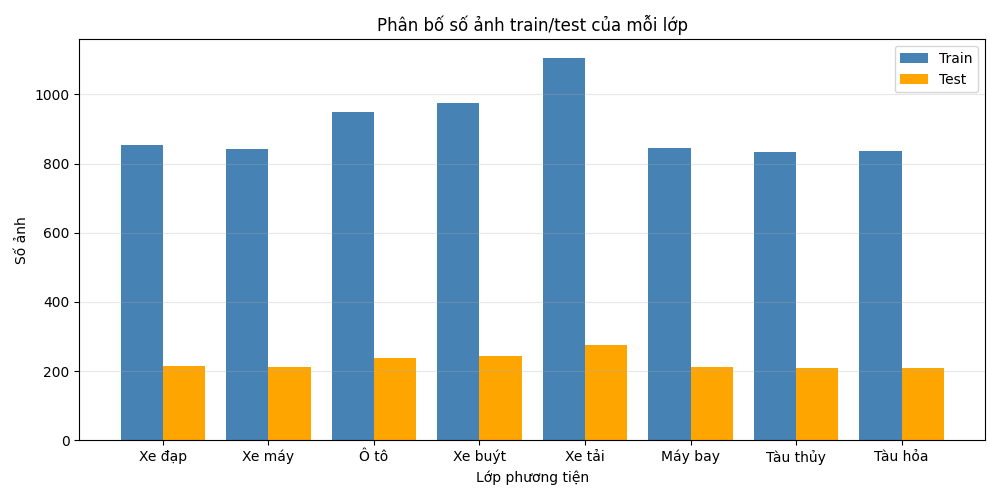 Phân bố số ảnh train/test của mỗi lớp
Train
Test
Số ảnh
1000
800
600
400
200
0
Xe đạp Xe máy Ô tô Xe buýt Xe tải Máy bay Tàu thủy Tàu hỏa
Lớp phương tiện